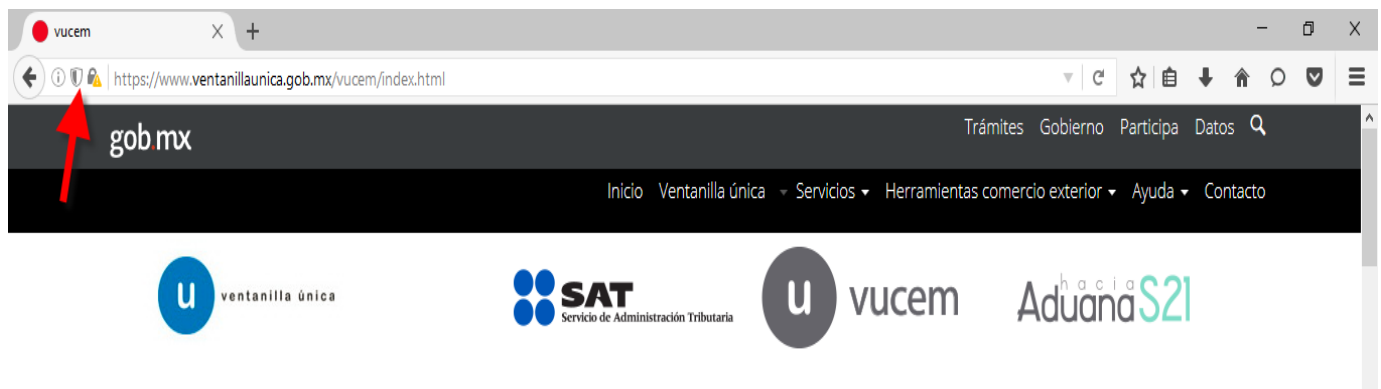 vucem
https://www.ventanillaunica.gob.mx/vucem/index.html
gob.mx
Trámites Gobierno Participa Datos
Inicio Ventanilla única Servicios Herramientas comercio exterior Ayuda Contacto
u ventanilla única
SAT
Servicio de Administración Tributaria
u vucem
hacia
AduanaS21